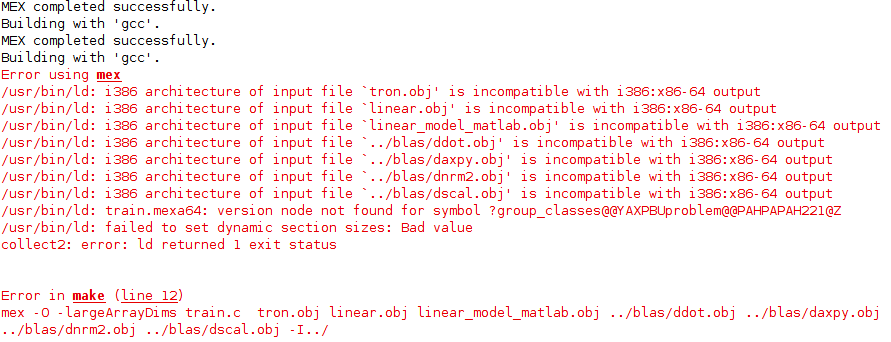 MEX completed successfully.
Building with 'gcc'.
MEX completed successfully.
Building with 'gcc'.
Error using mex
/usr/bin/ld: i386 architecture of input file `tron.obj' is incompatible with i386:x86-64 output
/usr/bin/ld: i386 architecture of input file `linear.obj' is incompatible with i386:x86-64 output
/usr/bin/ld: i386 architecture of input file `linear_model_matlab.obj' is incompatible with i386:x86-64 output
/usr/bin/ld: i386 architecture of input file `../blas/ddot.obj' is incompatible with i386:x86-64 output
/usr/bin/ld: i386 architecture of input file `../blas/daxpy.obj' is incompatible with i386:x86-64 output
/usr/bin/ld: i386 architecture of input file `../blas/dnrm2.obj' is incompatible with i386:x86-64 output
/usr/bin/ld: i386 architecture of input file `../blas/dscal.obj' is incompatible with i386:x86-64 output
/usr/bin/ld: train.mexa64: version node not found for symbol ?group_classes@@YAXPBUproblem@@PAHPAPAH221@Z
/usr/bin/ld: failed to set dynamic section sizes: Bad value
collect2: error: ld returned 1 exit status
Error in make (line 12)
mex -O -largeArrayDims train.c  tron.obj linear.obj linear_model_matlab.obj ../blas/ddot.obj ../blas/daxpy.obj
../blas/dnrm2.obj ../blas/dscal.obj -I../